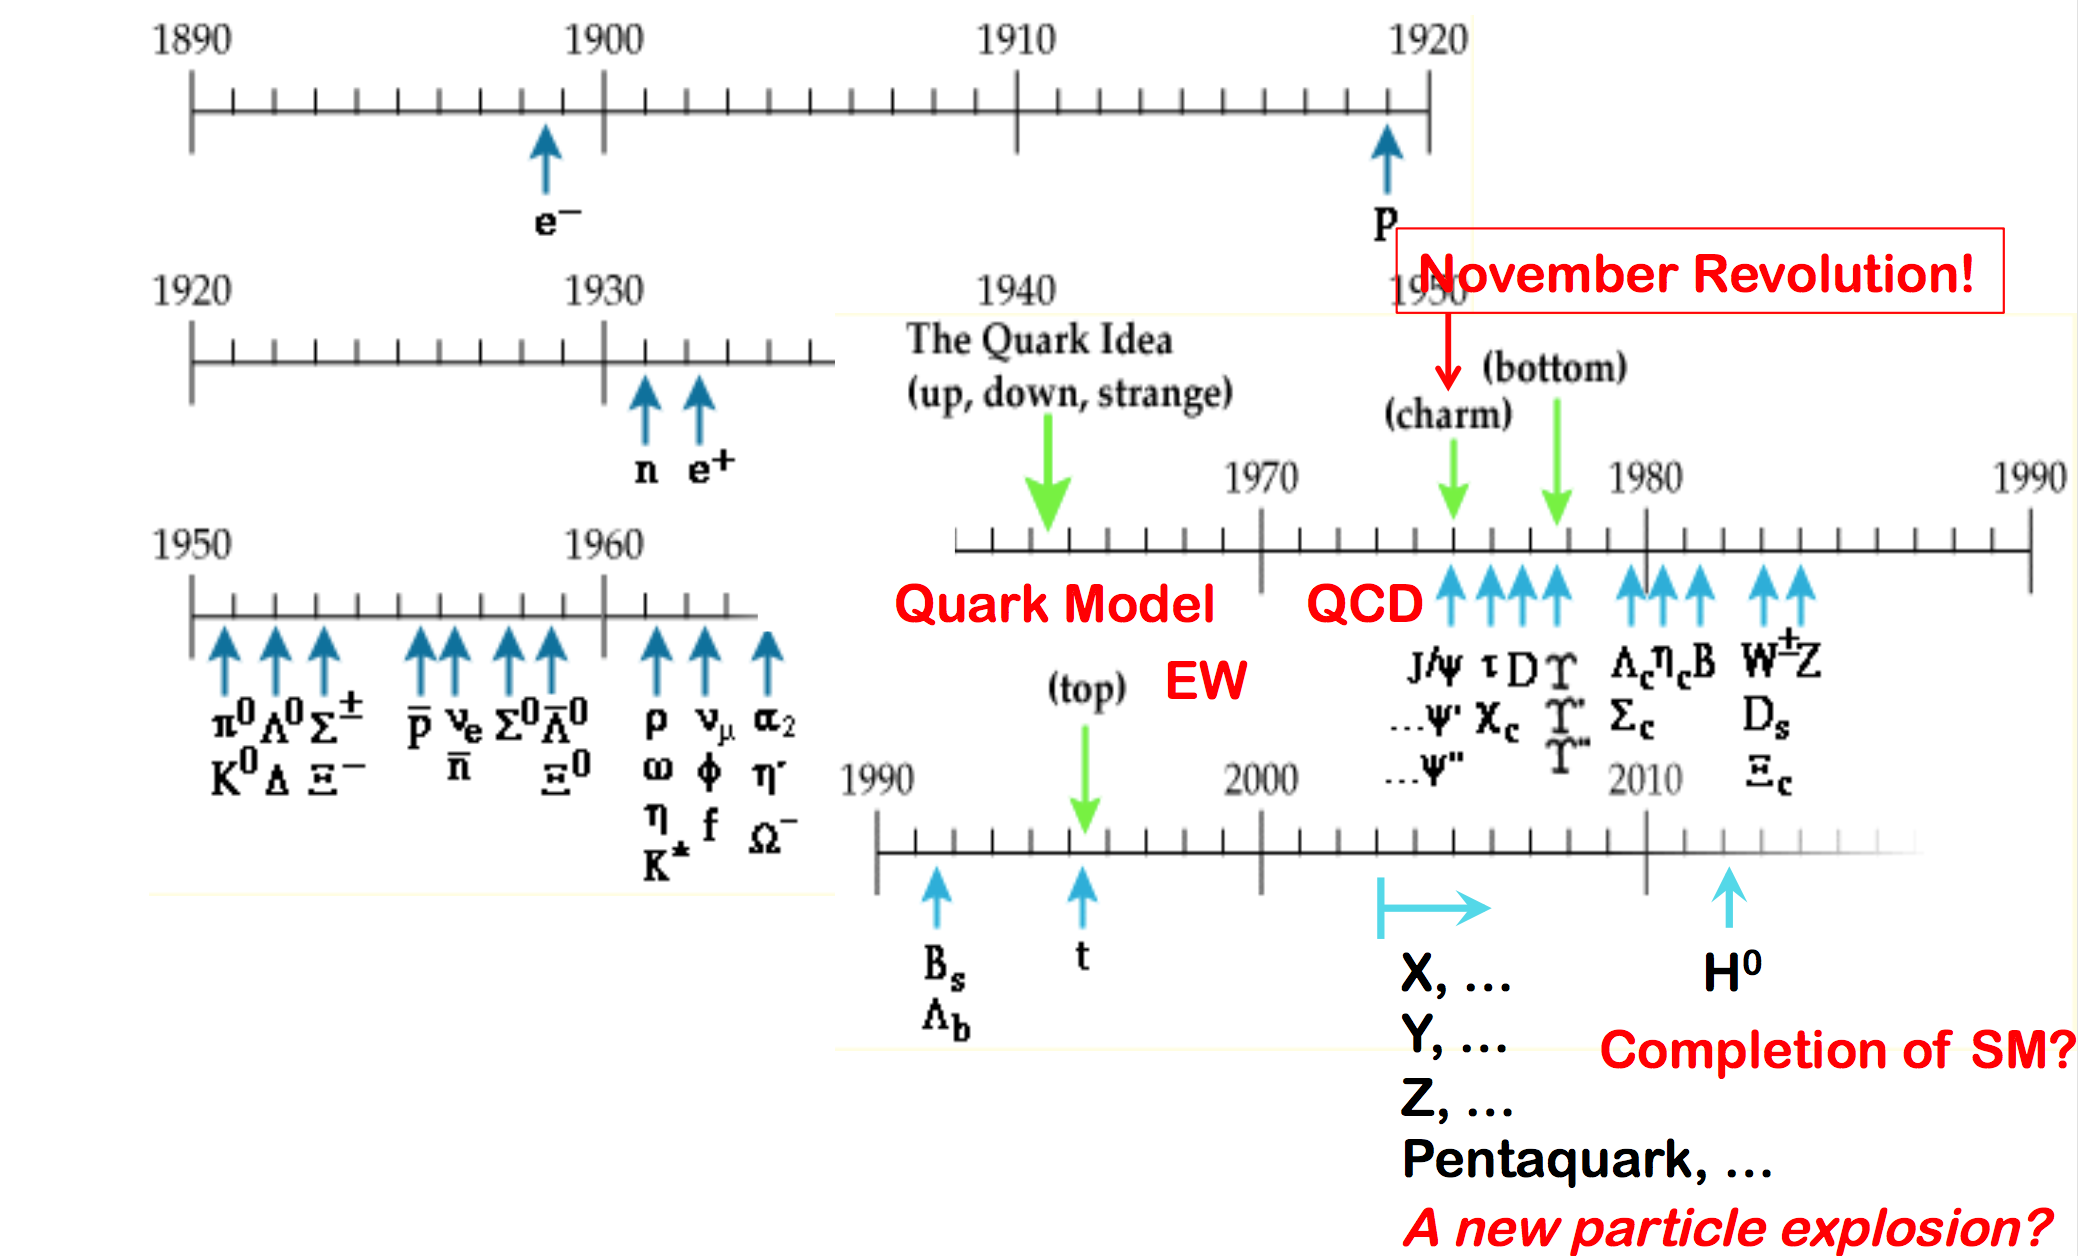 1890 1900 1910 1920
e⁻ p
November Revolution!
1920 1930 1940 1950
The Quark Idea
(up, down, strange)
(bottom)
(charm)
n e⁺
1970 1980 1990
1950 1960
Quark Model QCD
EW
(top)
π⁰ Λ⁰ Σ± p̅ νe Σ⁰ Λ̅⁰ ρ νμ α₂
K⁰ Δ Ξ⁻ n̅ Ξ⁰ ω ϕ η'
η f Ω⁻
K*
J/ψ τ D ϒ Λc ηc B W± Z
...ψ' χc ϒ' Σc Ds
...ψ" ϒ" Ξc
1990 2000 2010
Bs t
Λb
X, ... H⁰
Y, ...
Completion of SM?
Z, ...
Pentaquark, ...
A new particle explosion?